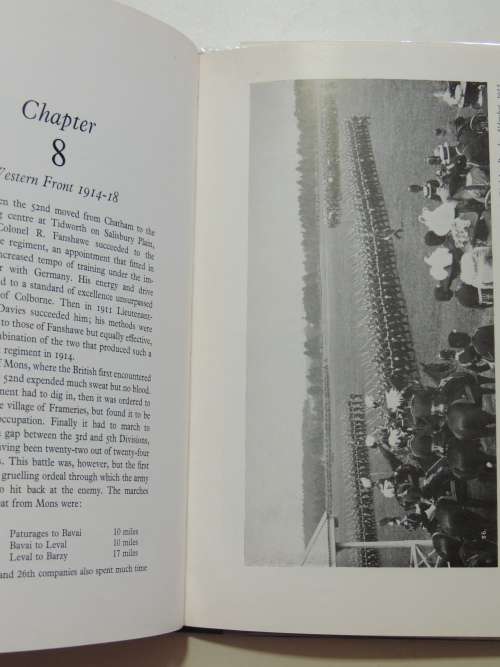 Chapter
8
Western Front 1914-18
the 52nd moved from Chatham to the
centre at Tidworth on Salisbury Plain,
Colonel R. Fanshawe succeeded to the
regiment, an appointment that fitted in
increased tempo of training under the im-
with Germany. His energy and drive
to a standard of excellence unsurpassed
of Colborne. Then in 1911 Lieutenant-
Davies succeeded him; his methods were
to those of Fanshawe but equally effective,
combination of the two that produced such a
regiment in 1914.
of Mons, where the British first encountered
52nd expended much sweat but no blood.
had to dig in, then it was ordered to
village of Frameries, but found it to be
occupation. Finally it had to march to
gap between the 3rd and 5th Divisions,
having been twenty-two out of twenty-four
This battle was, however, but the first
gruelling ordeal through which the army
to hit back at the enemy. The marches
from Mons were:
Paturages to Bavai 10 miles
Bavai to Leval 10 miles
Leval to Barzy 17 miles
and 26th companies also spent much time